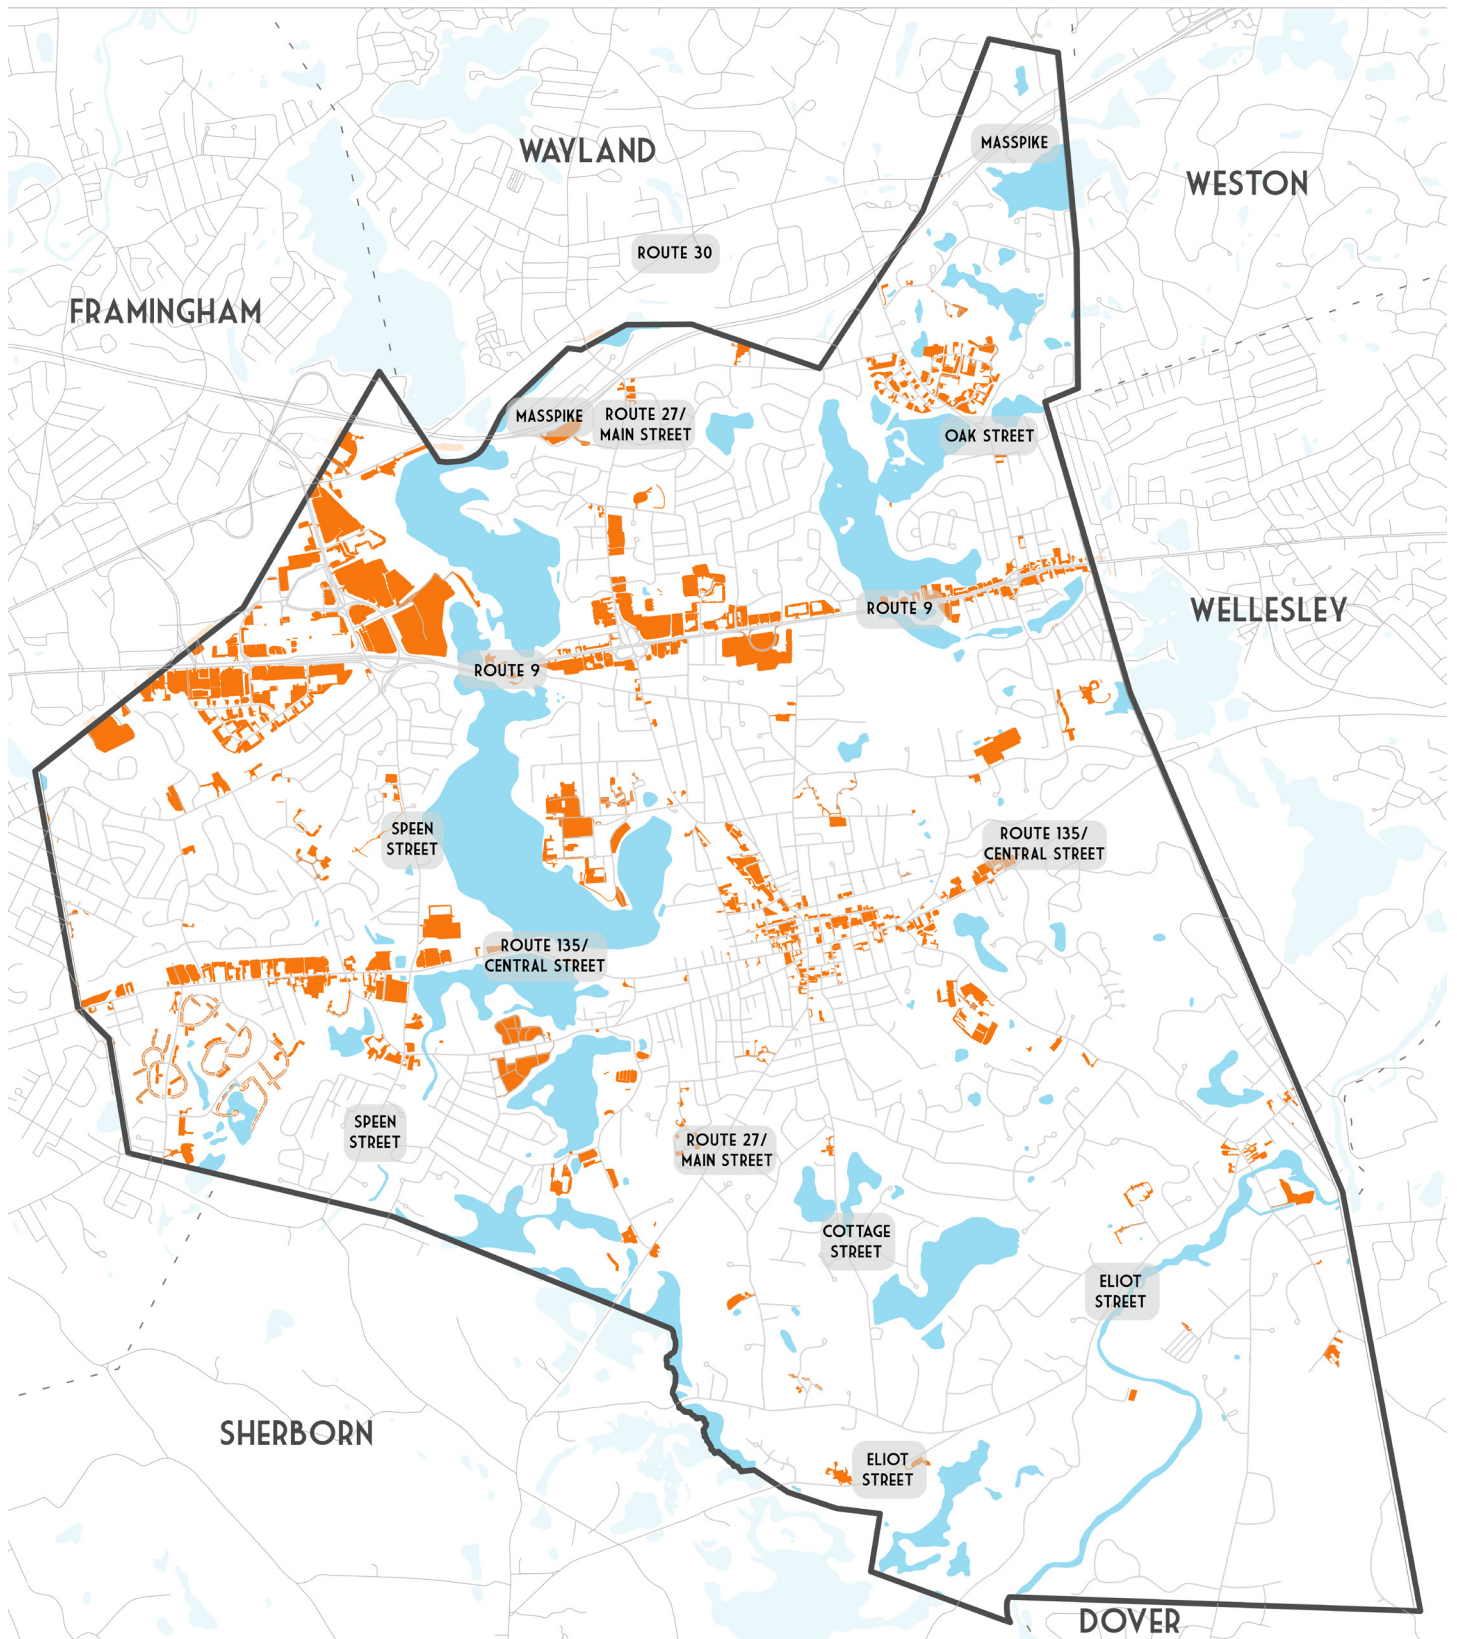 MASSPIKE
WAYLAND
WESTON
ROUTE 30
FRAMINGHAM
MASSPIKE
ROUTE 27/
MAIN STREET
OAK STREET
ROUTE 9
WELLESLEY
ROUTE 9
SPEEN
STREET
ROUTE 135/
CENTRAL STREET
ROUTE 135/
CENTRAL STREET
SPEEN
STREET
ROUTE 27/
MAIN STREET
COTTAGE
STREET
ELIOT
STREET
SHERBORN
ELIOT
STREET
DOVER